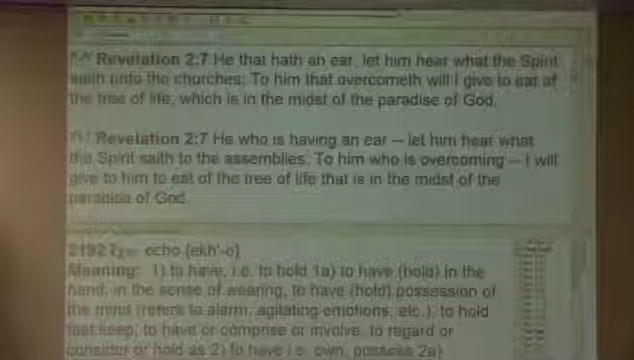 KJV Revelation 2:7 He that hath an ear, let him hear what the Spirit
saith unto the churches; To him that overcometh will I give to eat of
the tree of life, which is in the midst of the paradise of God.
YLT Revelation 2:7 He who is having an ear -- let him hear what
the Spirit saith to the assemblies: To him who is overcoming -- I will
give to him to eat of the tree of life that is in the midst of the
paradise of God.
2192 echo {ekh'-o}
Meaning: 1) to have, i.e. to hold 1a) to have (hold) in the
hand, in the sense of wearing, to have (hold) possession of
the mind (refers to alarm, agitating emotions, etc.), to hold
fast keep, to have or comprise or involve, to regard or
consider or hold as 2) to have i.e. own, possess 2a)